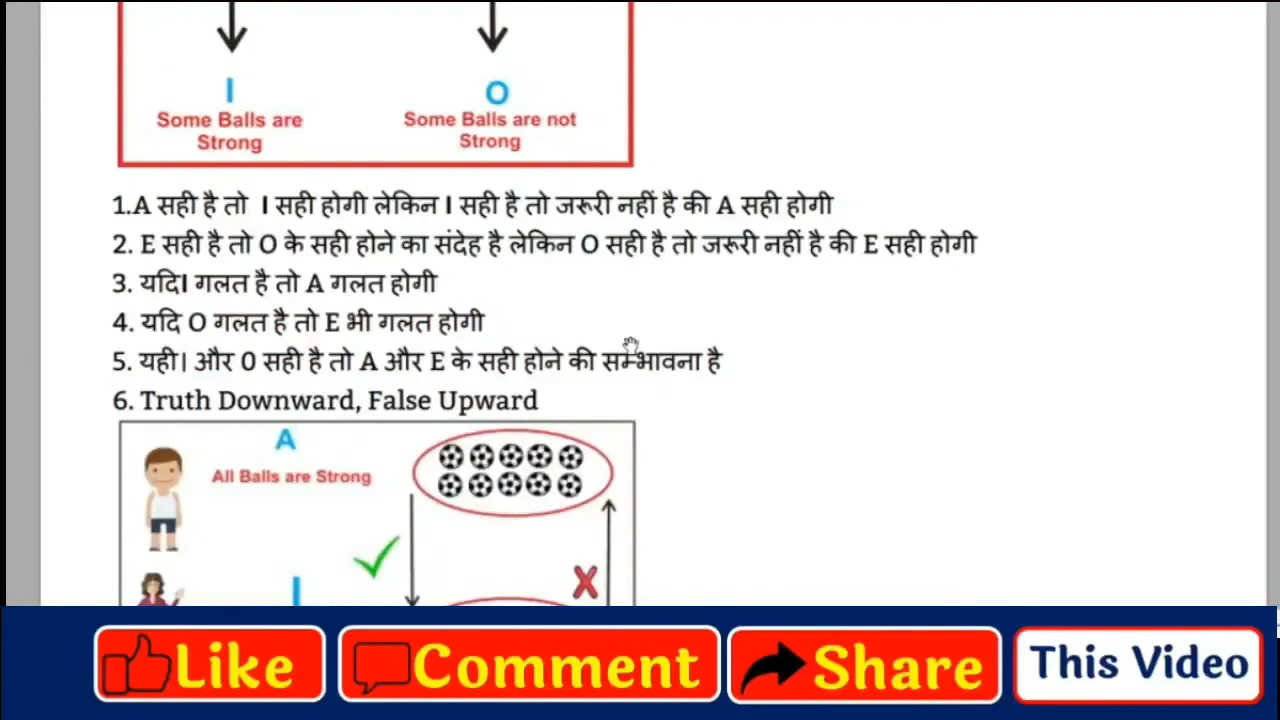 I
O
Some Balls are
Strong
Some Balls are not
Strong
1.A सही है तो I सही होगी लेकिन I सही है तो जरूरी नहीं है की A सही होगी
2. E सही है तो O के सही होने का संदेह है लेकिन O सही है तो जरूरी नहीं है की E सही होगी
3. यदिI गलत है तो A गलत होगी
4. यदि O गलत है तो E भी गलत होगी
5. यही। और 0 सही है तो A और E के सही होने की सम्भावना है
6. Truth Downward, False Upward
A
All Balls are Strong
I
Like
Comment
Share
This Video